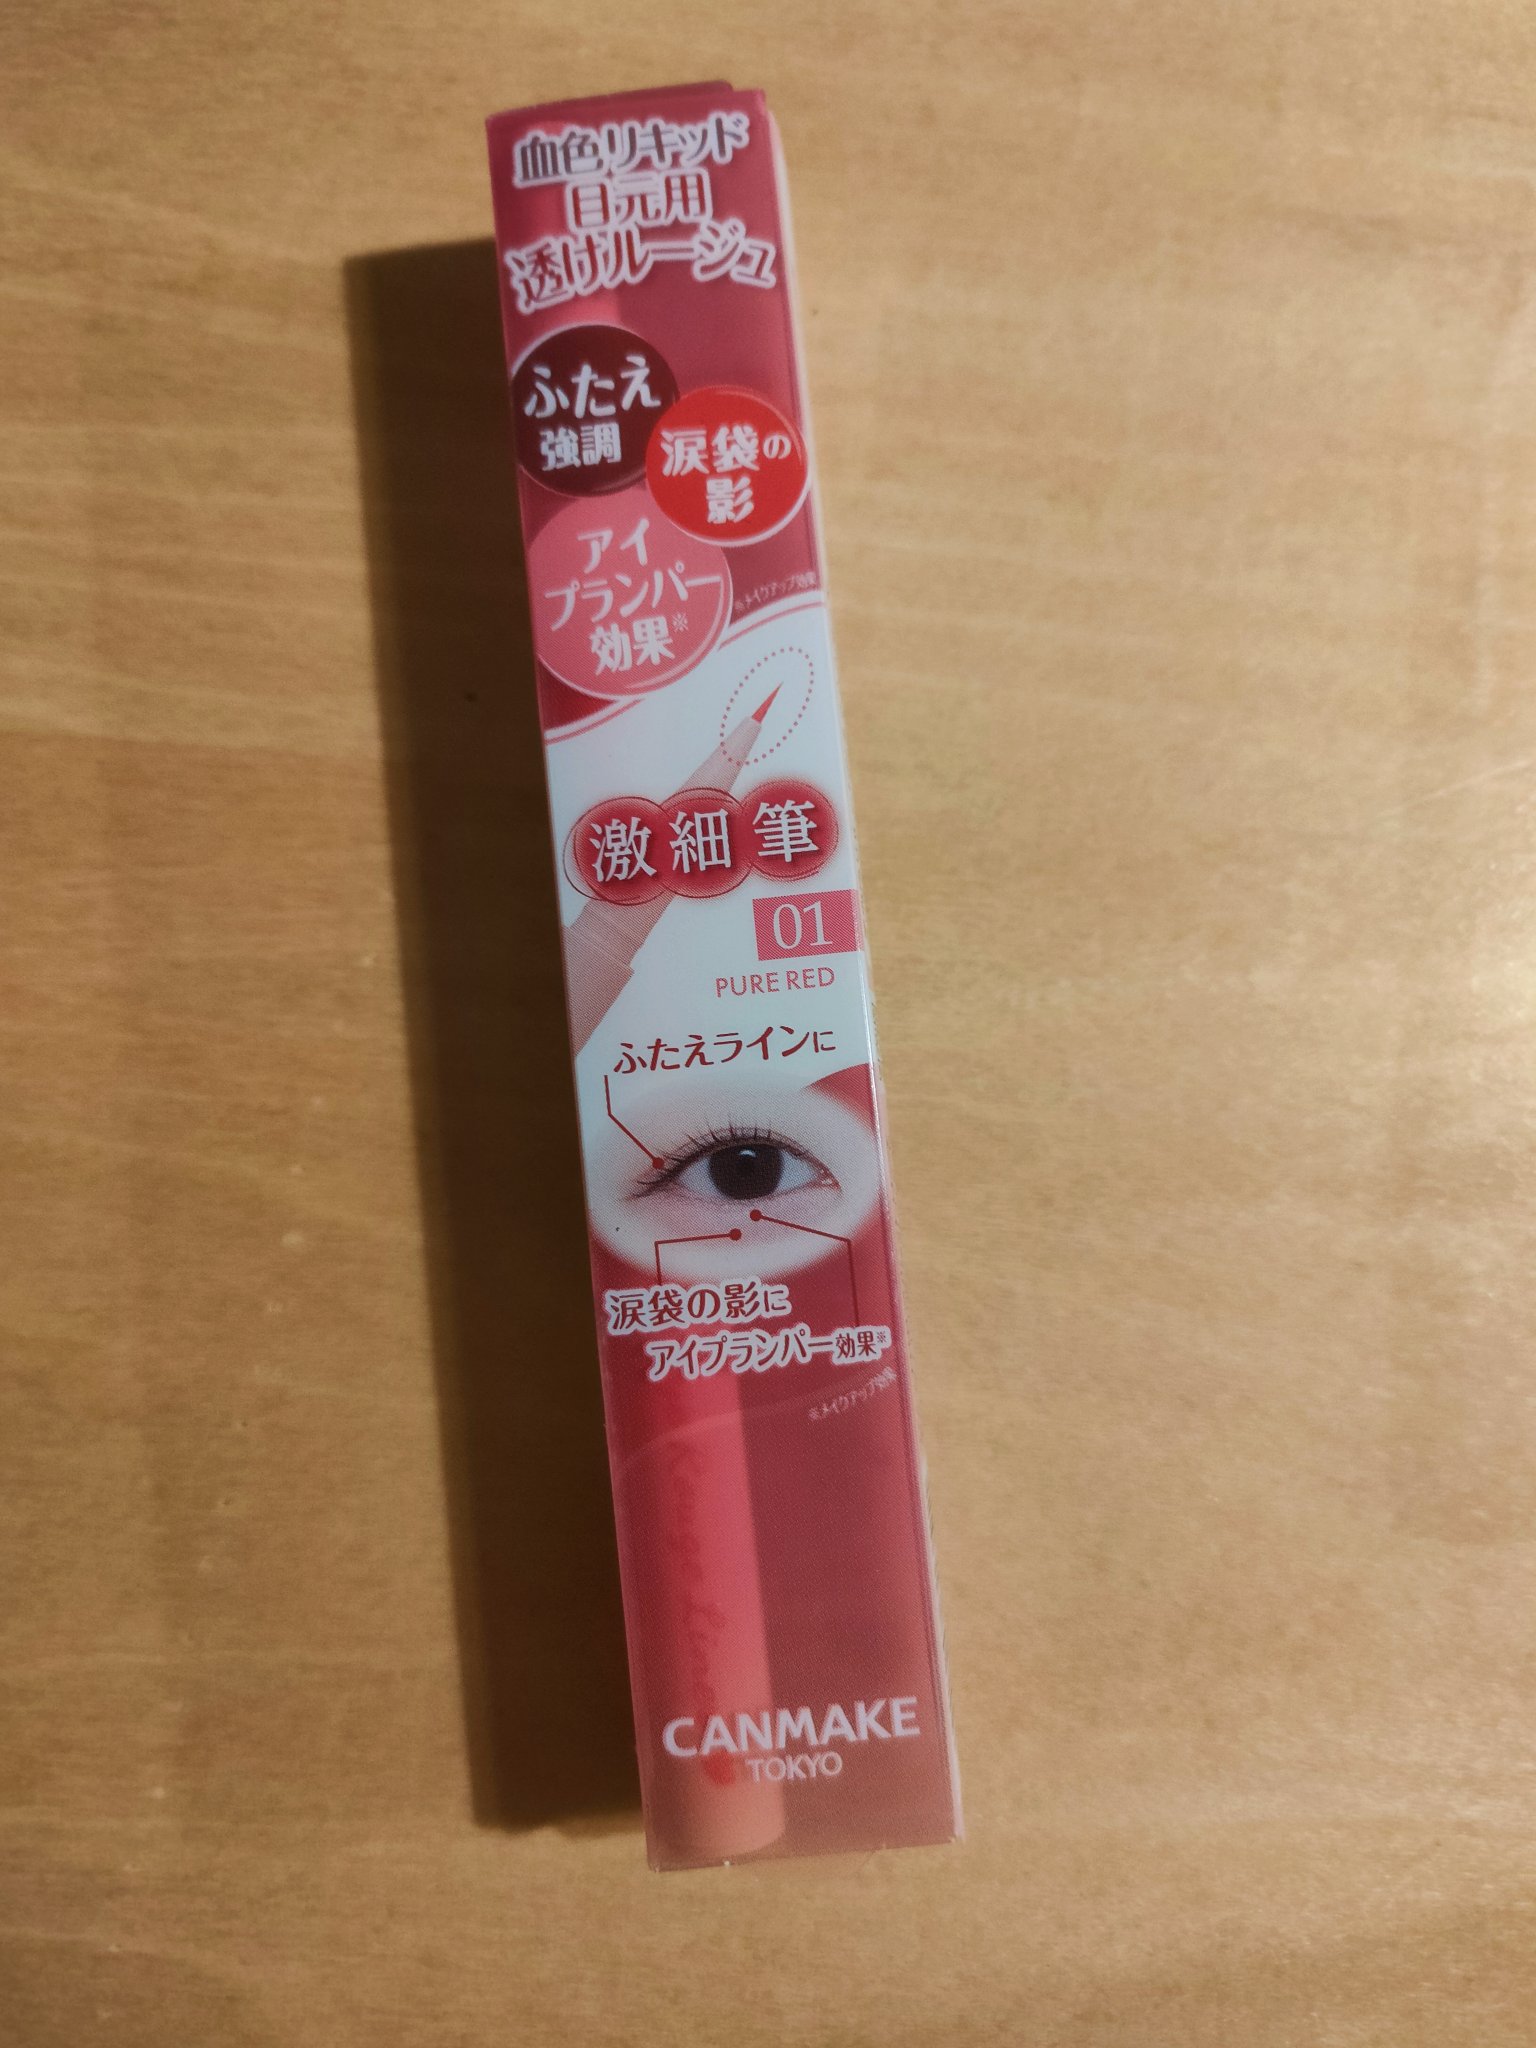 血色リキッド
目元用
透けルージュ
ふたえ
強調
涙袋の
影
アイ
プランパー
効果※
※メイクアップ効果
激細筆
01
PURE RED
ふたえラインに
涙袋の影に
アイプランパー効果※
※メイクアップ効果
CANMAKE
TOKYO